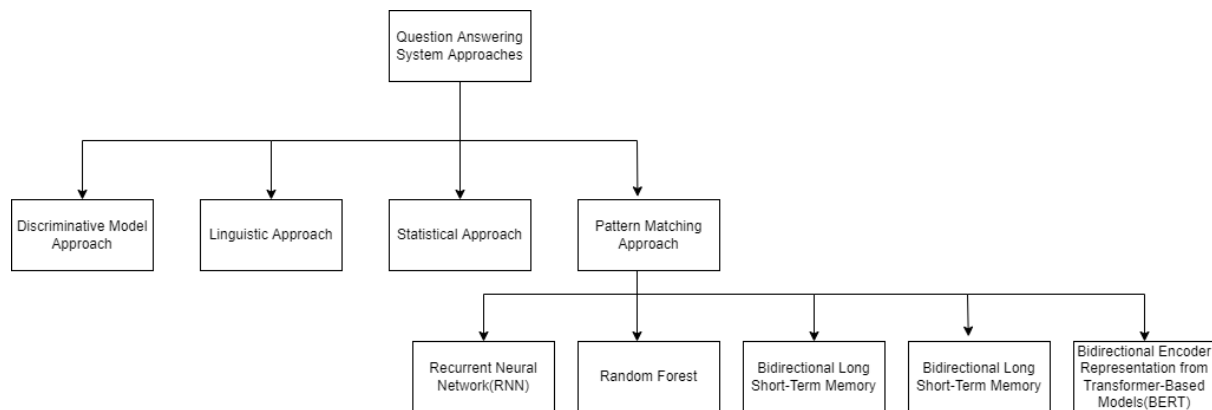 Question Answering
System Approaches
Discriminative Model
Approach
Linguistic Approach
Statistical Approach
Pattern Matching
Approach
Recurrent Neural
Network(RNN)
Random Forest
Bidirectional Long
Short-Term Memory
Bidirectional Long
Short-Term Memory
Bidirectional Encoder
Representation from
Transformer-Based
Models(BERT)